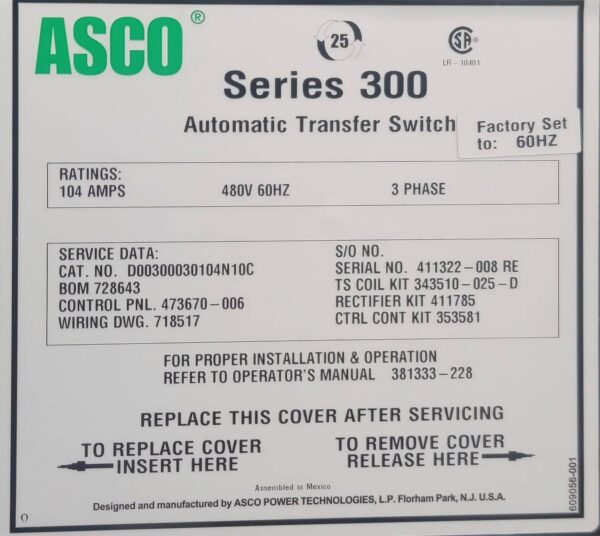 ASCO®
25
SA®
LR-10401
Series 300
Automatic Transfer Switch
Factory Set
to: 60HZ
RATINGS:
104 AMPS 480V 60HZ 3 PHASE
SERVICE DATA:
CAT. NO. D00300030104N10C
BOM 728643
CONTROL PNL. 473670-006
WIRING DWG. 718517
S/O NO.
SERIAL NO. 411322-008 RE
TS COIL KIT 343510-025-D
RECTIFIER KIT 411785
CTRL CONT KIT 353581
FOR PROPER INSTALLATION & OPERATION
REFER TO OPERATOR'S MANUAL 381333-228
REPLACE THIS COVER AFTER SERVICING
TO REPLACE COVER
INSERT HERE
TO REMOVE COVER
RELEASE HERE
Assembled in Mexico
Designed and manufactured by ASCO POWER TECHNOLOGIES, L.P. Florham Park, N.J. U.S.A.
609056-001